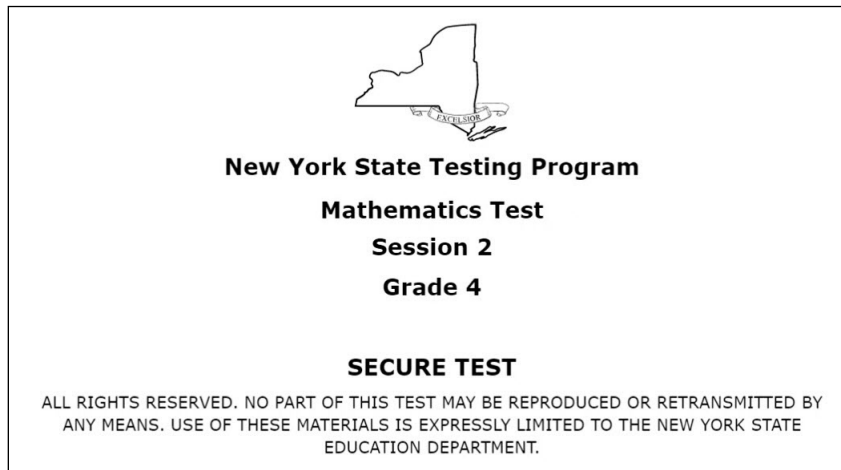 EXCELSIOR
New York State Testing Program
Mathematics Test
Session 2
Grade 4
SECURE TEST
ALL RIGHTS RESERVED. NO PART OF THIS TEST MAY BE REPRODUCED OR RETRANSMITTED BY
ANY MEANS. USE OF THESE MATERIALS IS EXPRESSLY LIMITED TO THE NEW YORK STATE
EDUCATION DEPARTMENT.